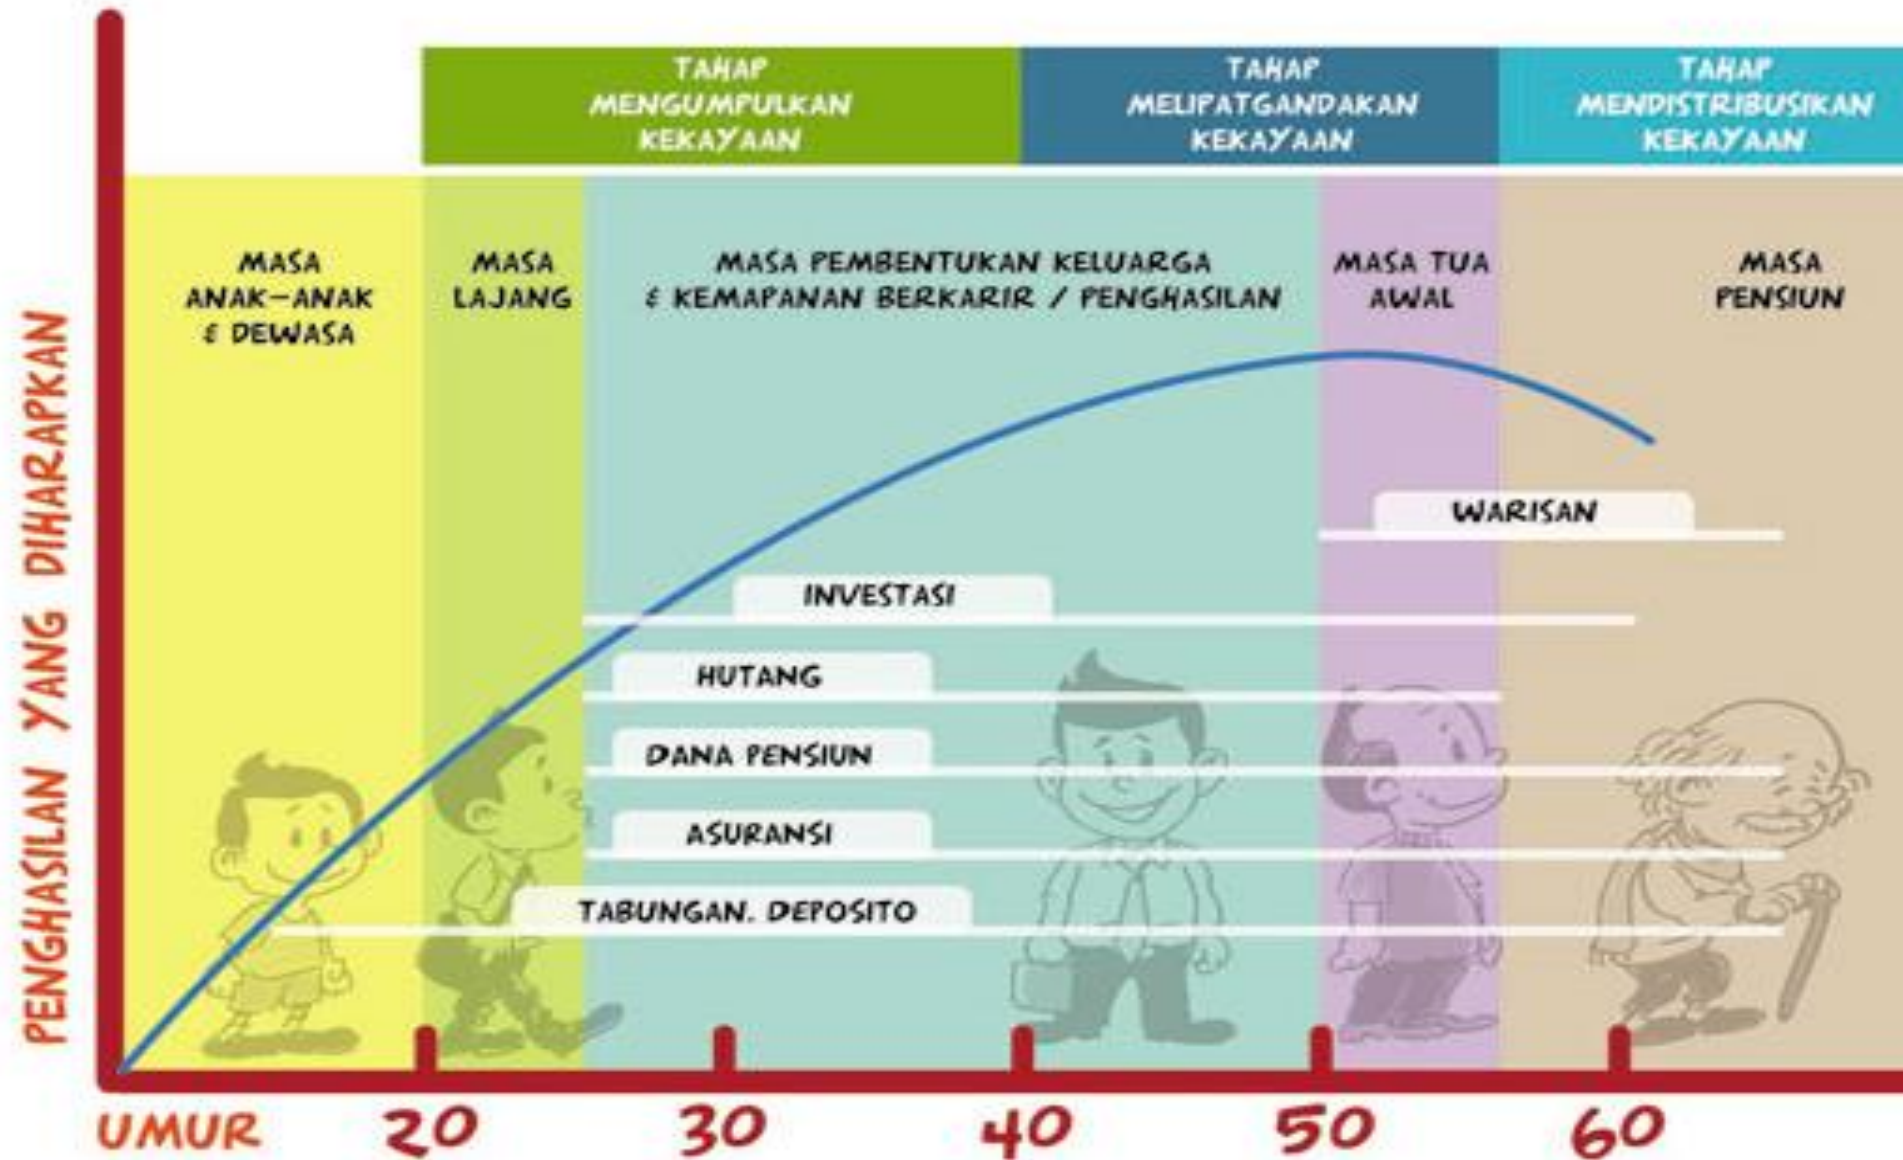 TAHAP
MENGUMPULKAN
KEKAYAAN
TAHAP
MELIPATGANDAKAN
KEKAYAAN
TAHAP
MENDISTRIBUSIKAN
KEKAYAAN
MASA
ANAK-ANAK
& DEWASA
MASA
LAJANG
MASA PEMBENTUKAN KELUARGA
& KEMAPANAN BERKARIR / PENGHASILAN
MASA TUA
AWAL
MASA
PENSIUN
PENGHASILAN YANG DIHARAPKAN
WARISAN
INVESTASI
HUTANG
DANA PENSIUN
ASURANSI
TABUNGAN. DEPOSITO
UMUR 20 30 40 50 60